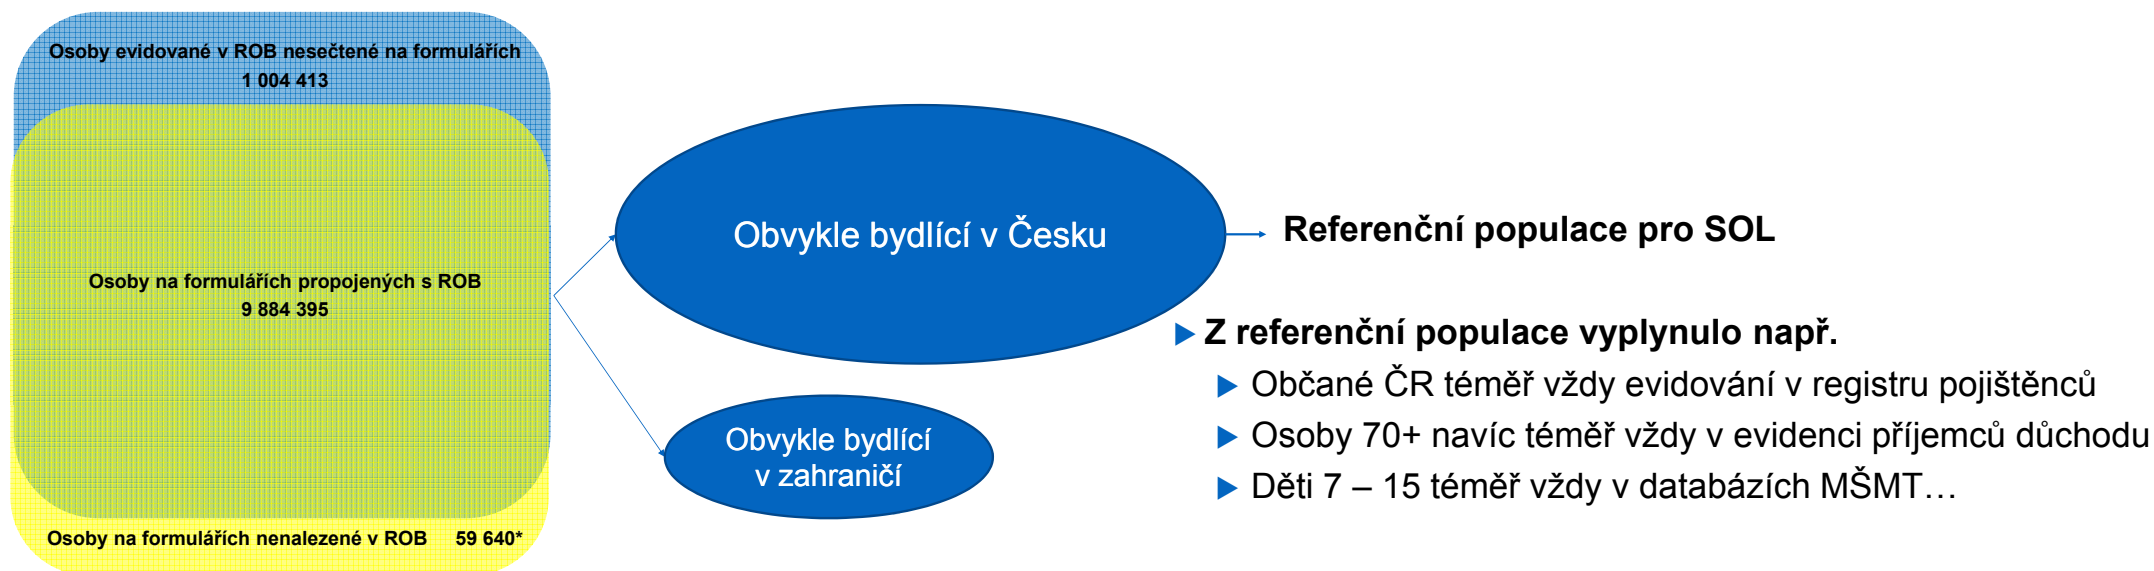 Osoby evidované v ROB nesečtené na formulářích
1 004 413
Osoby na formulářích propojených s ROB
9 884 395
Osoby na formulářích nenalezené v ROB 59 640*
Obvykle bydlící v Česku
Obvykle bydlící
v zahraničí
Referenční populace pro SOL
Z referenční populace vyplynulo např.
Občané ČR téměř vždy evidování v registru pojištěnců
Osoby 70+ navíc téměř vždy v evidenci příjemců důchodu
Děti 7 – 15 téměř vždy v databázích MŠMT…